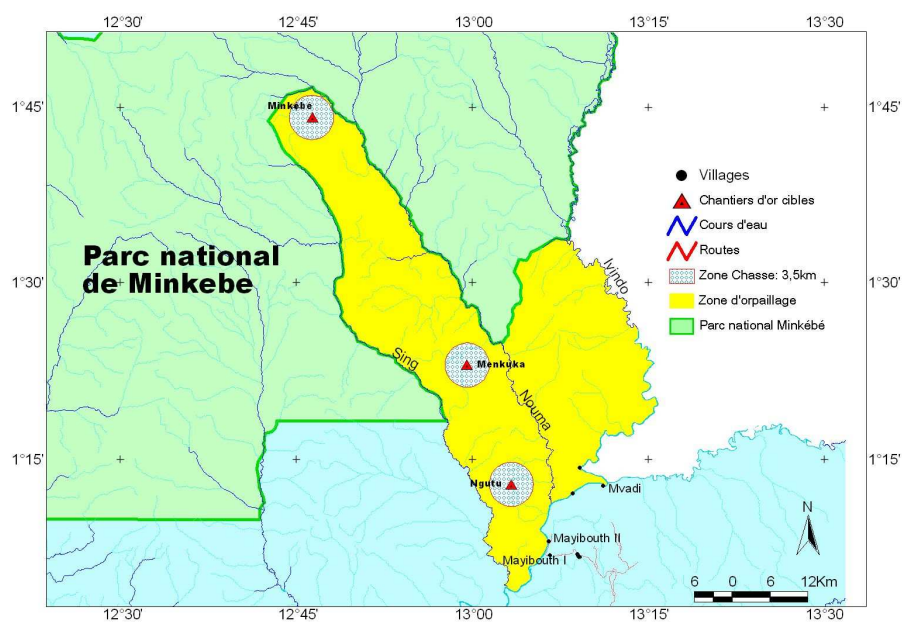 12°30' 12°45' 13°00' 13°15' 13°30'
1°45' 1°45'
Minkébé
Villages
Chantiers d'or cibles
Cours d'eau
Routes
Zone Chasse: 3,5km
Zone d'orpaillage
Parc national Minkébé
Parc national
de Minkebe
Ivindo
1°30' 1°30'
Sing
Menkuka
Nouma
1°15' 1°15'
Ngutu
Mvadi
Mayibouth II
Mayibouth I
N
6 0 6 12Km
12°30' 12°45' 13°00' 13°15' 13°30'